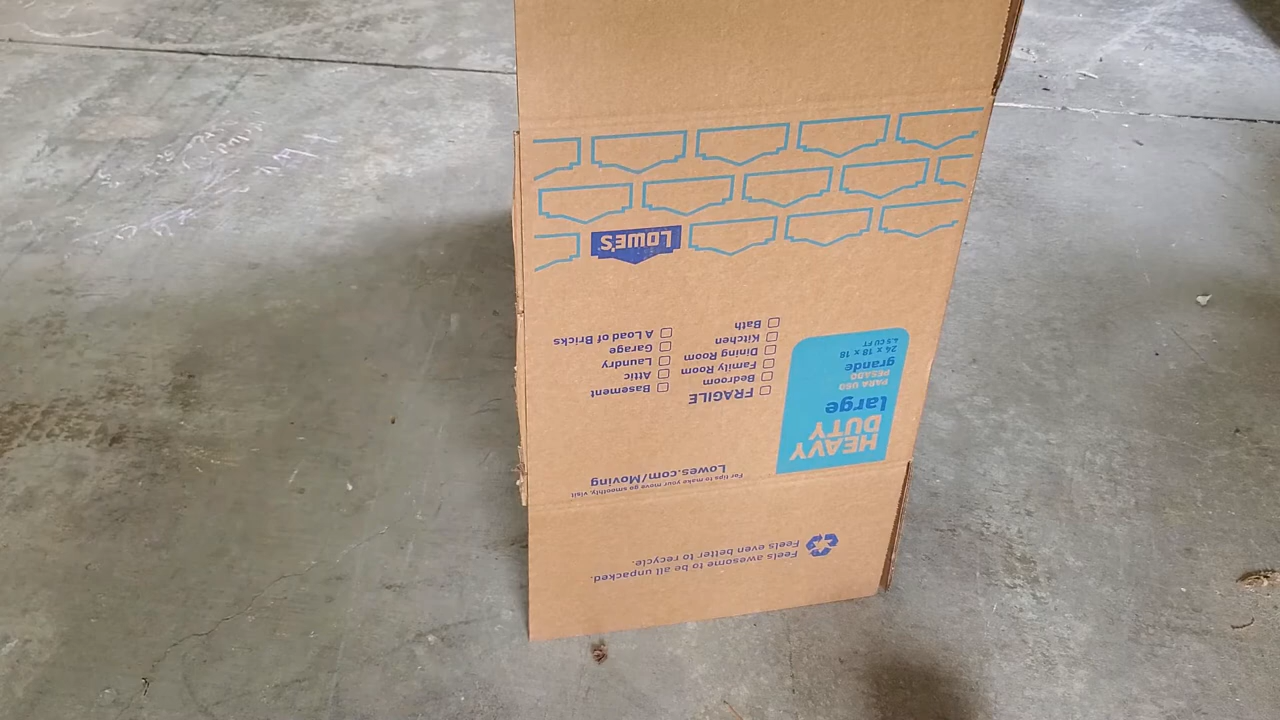 Feels awesome to be all unpacked.
Feels even better to recycle.
For tips to make your move go smoothly, visit
Lowes.com/Moving
HEAVY
DUTY
large
PARA USO
PESADO
grande
24 x 18 x 18
4.5 CU FT
FRAGILE
Bedroom
Family Room
Dining Room
Kitchen
Bath
Basement
Attic
Laundry
Garage
A Load of Bricks
LOWE'S